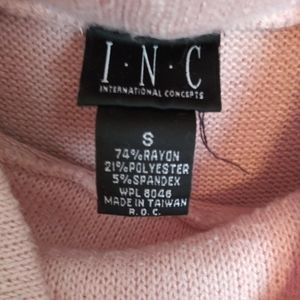 I·N·C
INTERNATIONAL CONCEPTS
S
74%RAYON
21%POLYESTER
5%SPANDEX
WPL 8046
MADE IN TAIWAN
R.O.C.